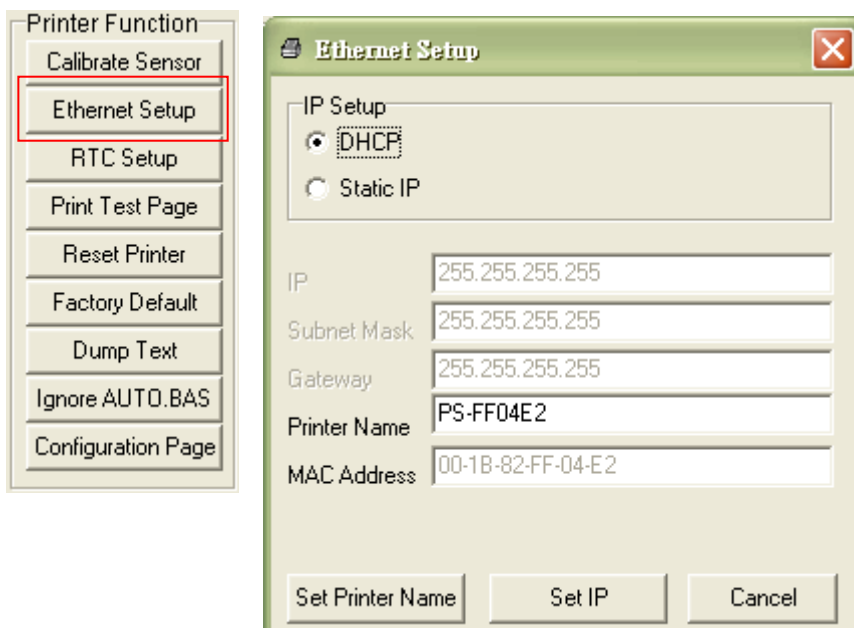 Printer Function
Calibrate Sensor
Ethernet Setup
RTC Setup
Print Test Page
Reset Printer
Factory Default
Dump Text
Ignore AUTO.BAS
Configuration Page
Ethernet Setup
IP Setup
DHCP
Static IP
IP 255.255.255.255
Subnet Mask 255.255.255.255
Gateway 255.255.255.255
Printer Name PS-FF04E2
MAC Address 00-1B-82-FF-04-E2
Set Printer Name Set IP Cancel